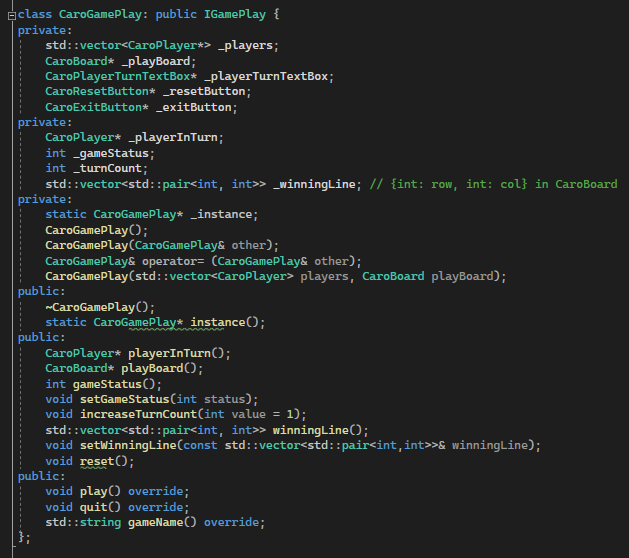 class CaroGamePlay: public IGamePlay {
private:
    std::vector<CaroPlayer*> _players;
    CaroBoard* _playBoard;
    CaroPlayerTurnTextBox* _playerTurnTextBox;
    CaroResetButton* _resetButton;
    CaroExitButton* _exitButton;
private:
    CaroPlayer* _playerInTurn;
    int _gameStatus;
    int _turnCount;
    std::vector<std::pair<int, int>> _winningLine; // {int: row, int: col} in CaroBoard
private:
    static CaroGamePlay* _instance;
    CaroGamePlay();
    CaroGamePlay(CaroGamePlay& other);
    CaroGamePlay& operator= (CaroGamePlay& other);
    CaroGamePlay(std::vector<CaroPlayer> players, CaroBoard playBoard);
public:
    ~CaroGamePlay();
    static CaroGamePlay* instance();
public:
    CaroPlayer* playerInTurn();
    CaroBoard* playBoard();
    int gameStatus();
    void setGameStatus(int status);
    void increaseTurnCount(int value = 1);
    std::vector<std::pair<int, int>> winningLine();
    void setWinningLine(const std::vector<std::pair<int,int>>& winningLine);
    void reset();
public:
    void play() override;
    void quit() override;
    std::string gameName() override;
};